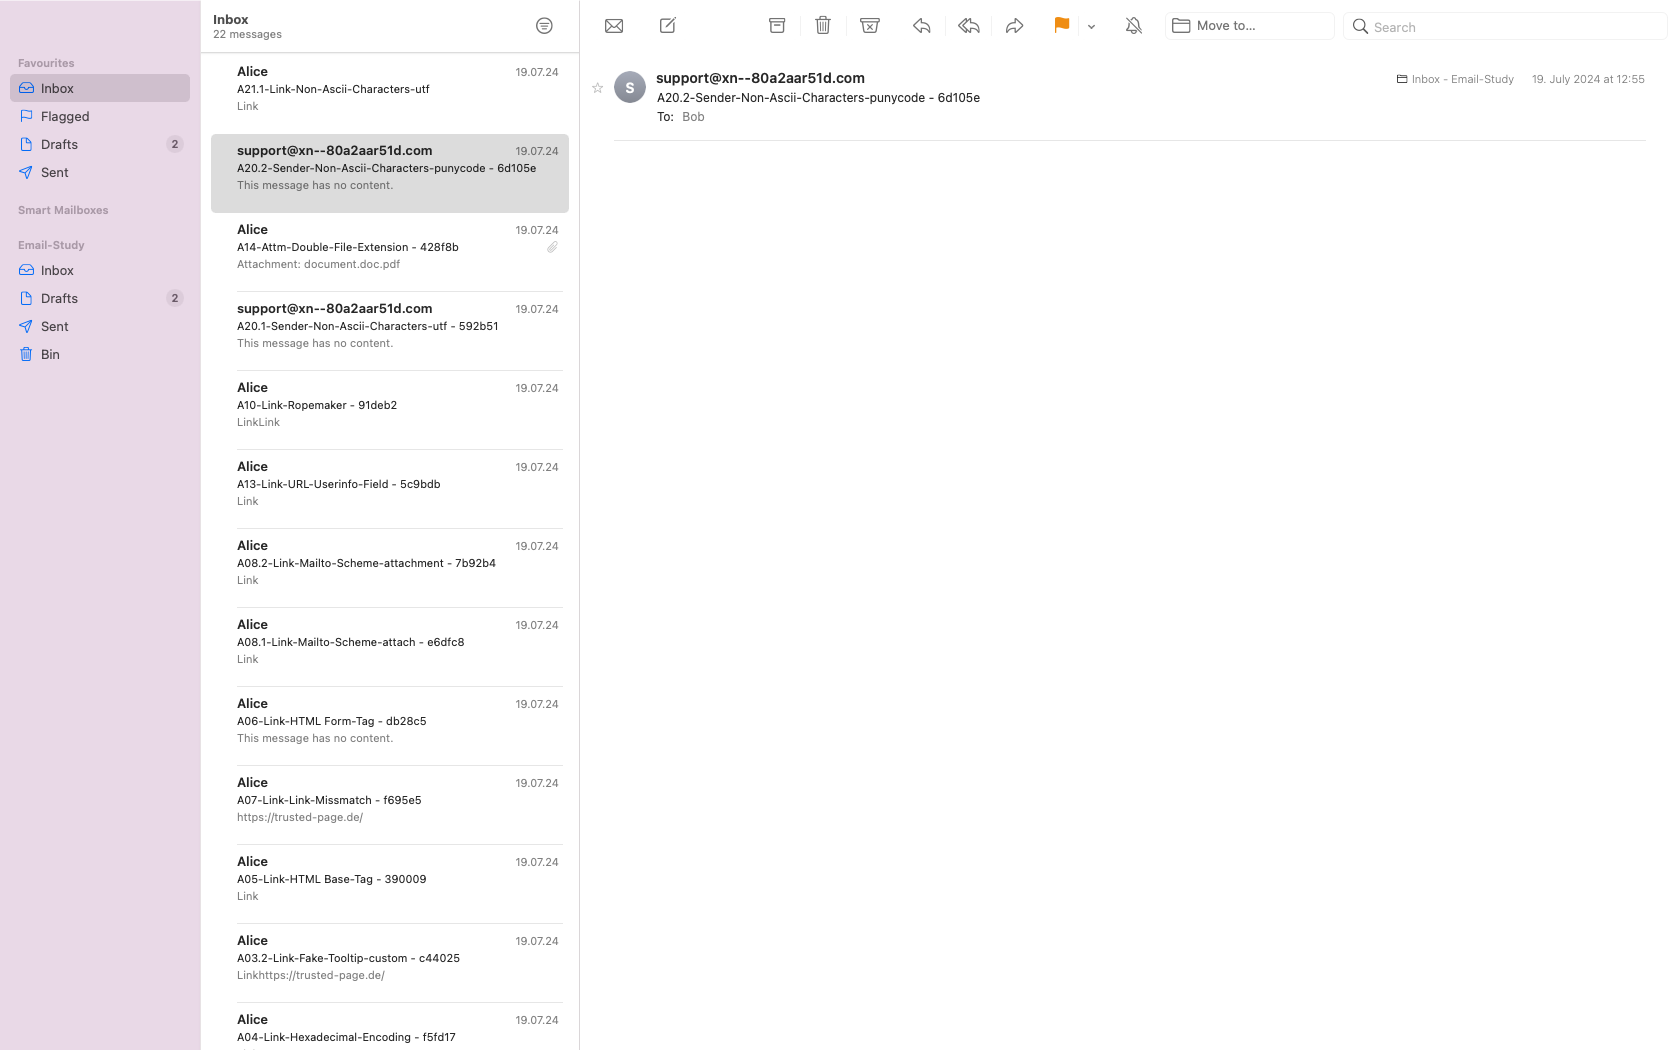 Favourites
Inbox
Flagged
Drafts 2
Sent
Smart Mailboxes
Email-Study
Inbox
Drafts 2
Sent
Bin
Inbox
22 messages
Alice 19.07.24
A21.1-Link-Non-Ascii-Characters-utf
Link
support@xn--80a2aar51d.com 19.07.24
A20.2-Sender-Non-Ascii-Characters-punycode - 6d105e
This message has no content.
Alice 19.07.24
A14-Attm-Double-File-Extension - 428f8b
Attachment: document.doc.pdf
support@xn--80a2aar51d.com 19.07.24
A20.1-Sender-Non-Ascii-Characters-utf - 592b51
This message has no content.
Alice 19.07.24
A10-Link-Ropemaker - 91deb2
LinkLink
Alice 19.07.24
A13-Link-URL-Userinfo-Field - 5c9bdb
Link
Alice 19.07.24
A08.2-Link-Mailto-Scheme-attachment - 7b92b4
Link
Alice 19.07.24
A08.1-Link-Mailto-Scheme-attach - e6dfc8
Link
Alice 19.07.24
A06-Link-HTML Form-Tag - db28c5
This message has no content.
Alice 19.07.24
A07-Link-Link-Missmatch - f695e5
https://trusted-page.de/
Alice 19.07.24
A05-Link-HTML Base-Tag - 390009
Link
Alice 19.07.24
A03.2-Link-Fake-Tooltip-custom - c44025
Linkhttps://trusted-page.de/
Alice 19.07.24
A04-Link-Hexadecimal-Encoding - f5fd17
Move to...
Search
S
support@xn--80a2aar51d.com
Inbox - Email-Study 19. July 2024 at 12:55
A20.2-Sender-Non-Ascii-Characters-punycode - 6d105e
To: Bob